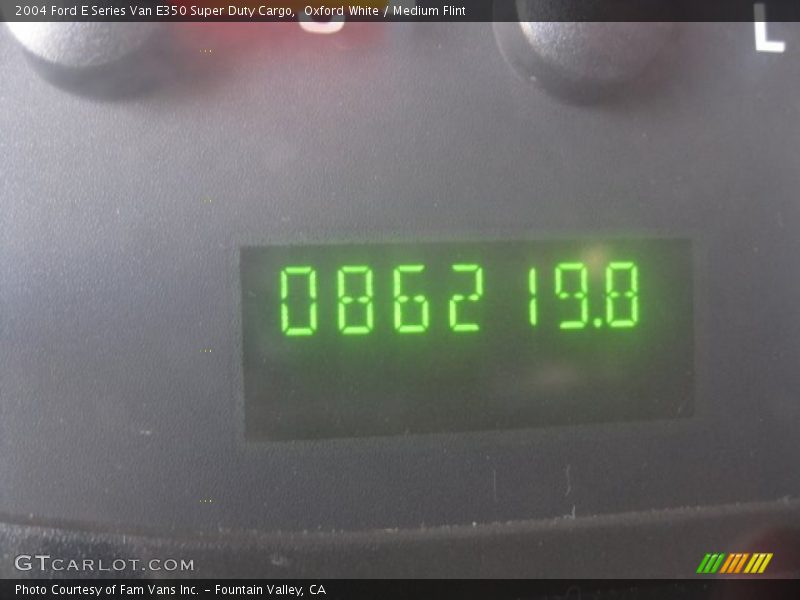 2004 Ford E Series Van E350 Super Duty Cargo, Oxford White / Medium Flint
L
086219.8
GTCARLOT.COM
Photo Courtesy of Fam Vans Inc. - Fountain Valley, CA